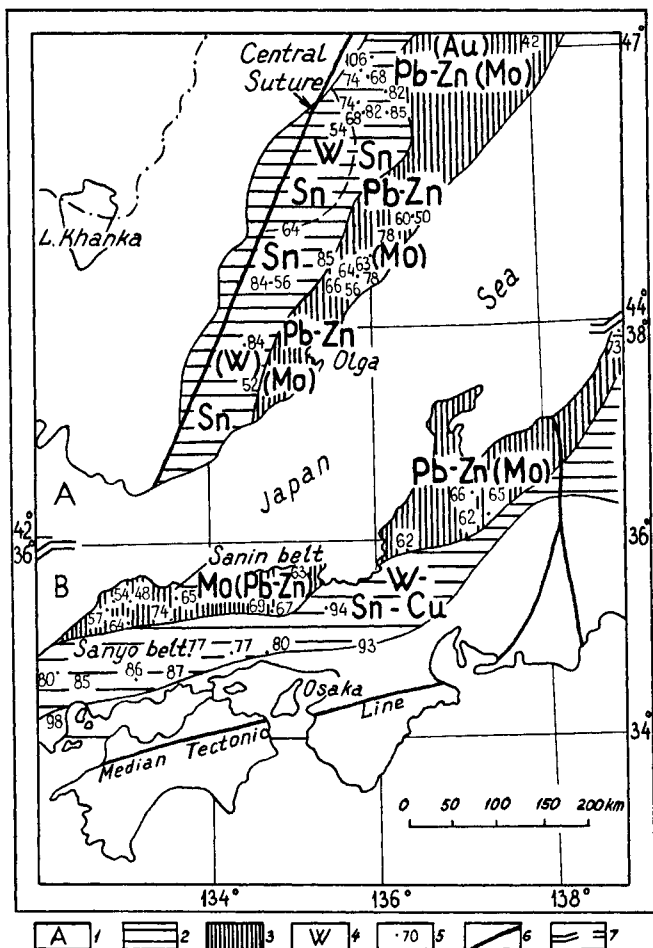 47°
(Au) 42
Central Suture
106
Pb-Zn (Mo)
74 · 68
82
74
68 · 82 · 85
54
W Sn
Sn
Pb-Zn
L. Khanka
60 · 50
64
78
Sn
85
(Mo)
64 63
84 · 56
66 56 78
Sea
44°
38°
Pb-Zn
Olga
73
(W)
84
52
(Mo)
Sn
A
Japan
Pb-Zn(Mo)
66 65
62
62
42°
36°
36°
B
Sanin belt
63
54 48
65
Mo(Pb-Zn)
57
64
74
69 67
W-
Sn-Cu
94
Sanyo belt
77
77
80
93
80
85
86
87
98
Osaka
34°
Median Tectonic Line
0 50 100 150 200 km
134° 136° 138°
A 1 2 3 W 4 · 70 5 6 7